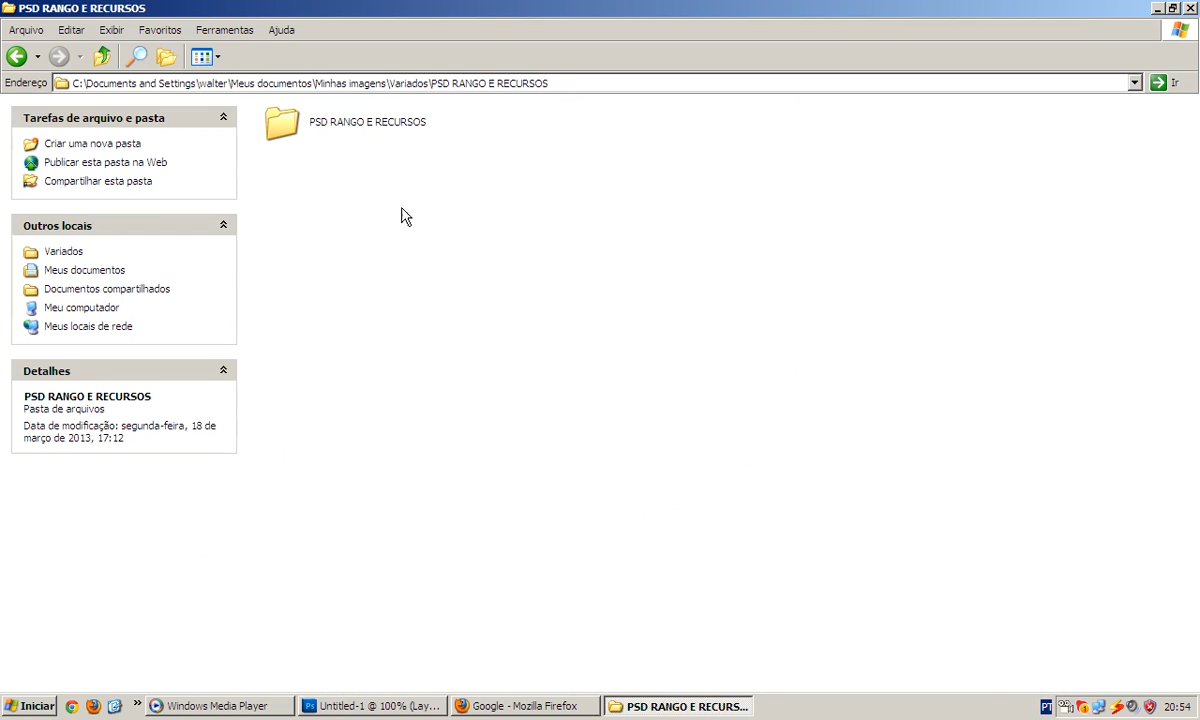 PSD RANGO E RECURSOS
Arquivo Editar Exibir Favoritos Ferramentas Ajuda
Endereço C:\Documents and Settings\walter\Meus documentos\Minhas imagens\Variados\PSD RANGO E RECURSOS Ir
Tarefas de arquivo e pasta
Criar uma nova pasta
Publicar esta pasta na Web
Compartilhar esta pasta
Outros locais
Variados
Meus documentos
Documentos compartilhados
Meu computador
Meus locais de rede
Detalhes
PSD RANGO E RECURSOS
Pasta de arquivos
Data de modificação: segunda-feira, 18 de
março de 2013, 17:12
PSD RANGO E RECURSOS
Iniciar » Windows Media Player Ps Untitled-1 @ 100% (Lay... Google - Mozilla Firefox PSD RANGO E RECURS... PT 20:54